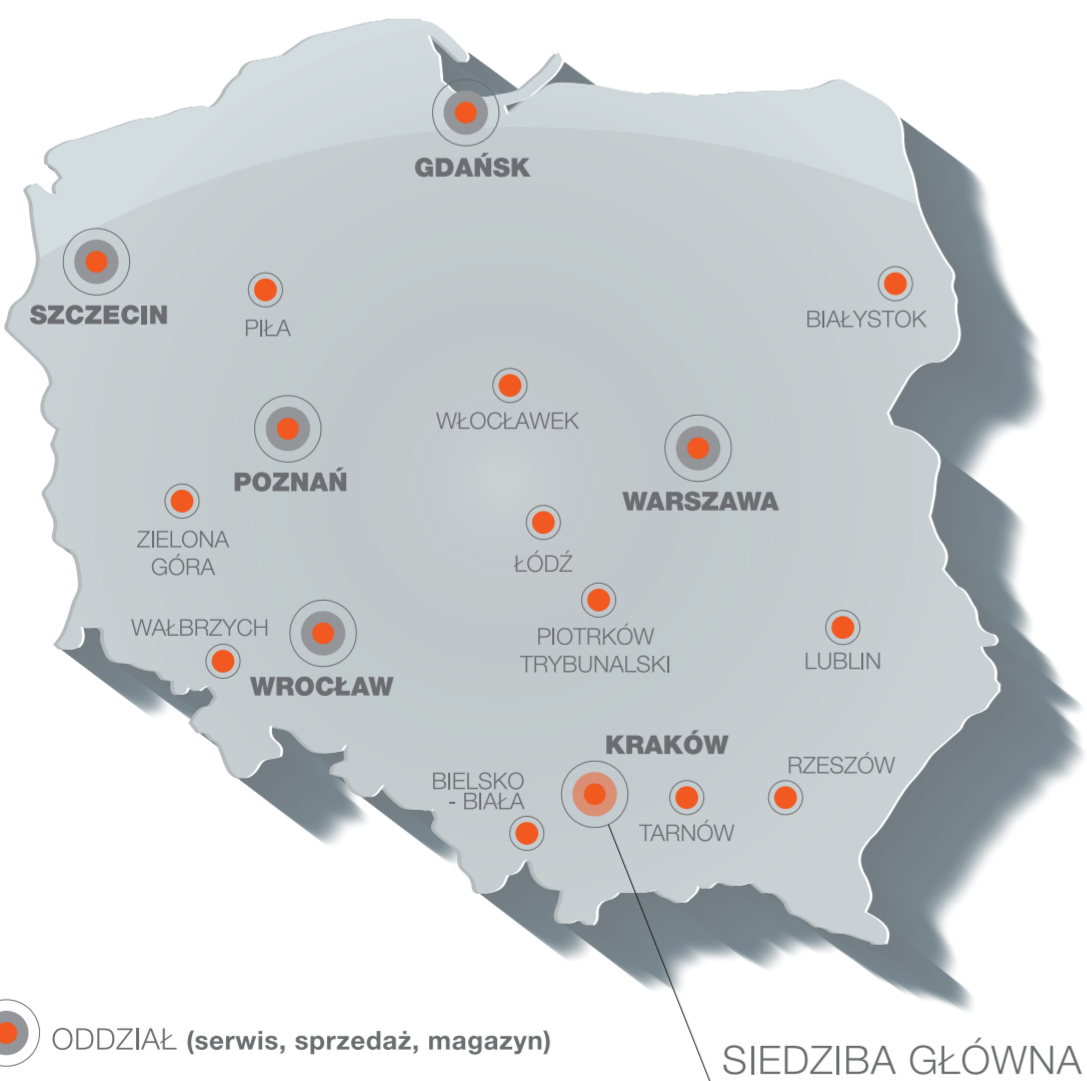 GDAŃSK
SZCZECIN
PIŁA
BIAŁYSTOK
WŁOCŁAWEK
POZNAŃ
WARSZAWA
ZIELONA
GÓRA
ŁÓDŹ
WAŁBRZYCH
PIOTRKÓW
TRYBUNALSKI
LUBLIN
WROCŁAW
KRAKÓW
RZESZÓW
BIELSKO
- BIAŁA
TARNÓW
ODDZIAŁ (serwis, sprzedaż, magazyn)
SIEDZIBA GŁÓWNA